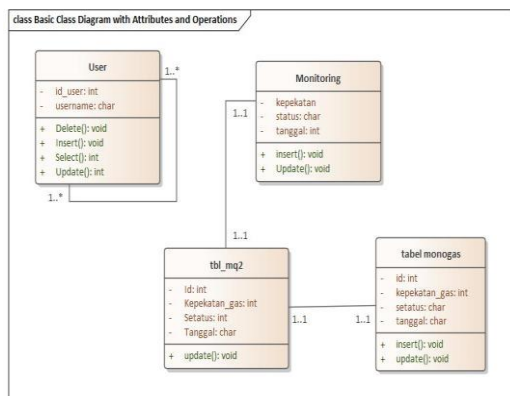 class Basic Class Diagram with Attributes and Operations
User
- id_user: int
- username: char
+ Delete(): void
+ Insert(): void
+ Select(): int
+ Update(): int
1..*
1..*
Monitoring
- kepekatan
- status: char
- tanggal: int
+ insert(): void
+ Update(): void
1..1
1..1
tbl_mq2
- Id: int
- Kepekatan_gas: int
- Setatus: int
- Tanggal: char
+ update(): void
1..1
1..1
tabel monogas
- id: int
- kepekatan_gas: int
- setatus: char
- tanggal: char
+ insert(): void
+ update(): void